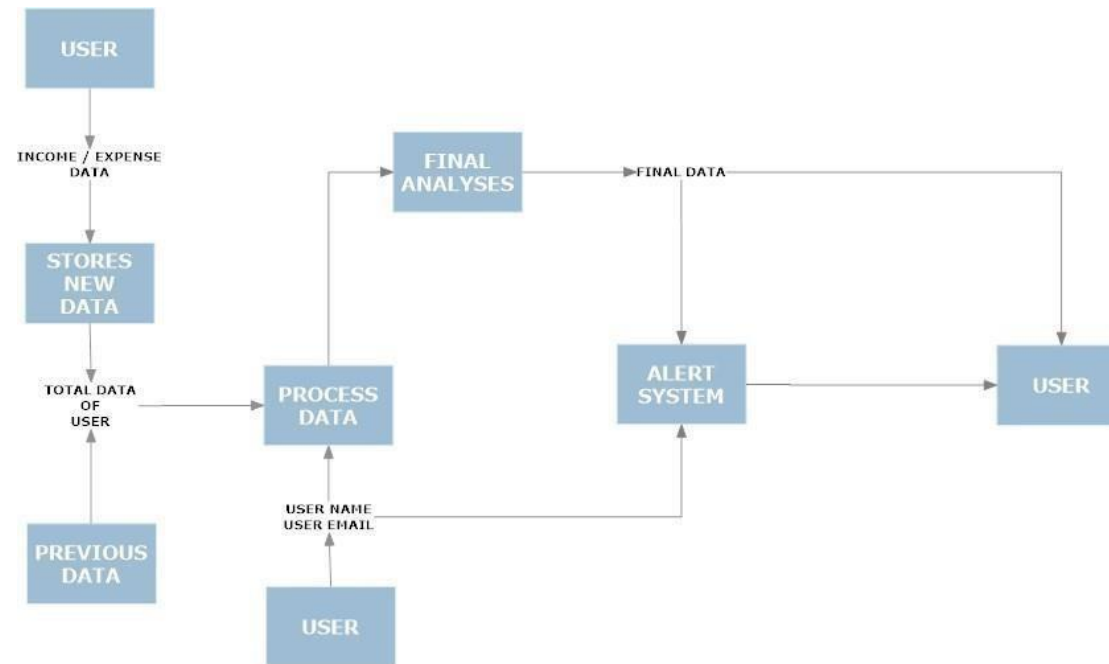 USER
INCOME / EXPENSE
DATA
STORES
NEW
DATA
TOTAL DATA
OF
USER
PREVIOUS
DATA
PROCESS
DATA
USER NAME
USER EMAIL
USER
FINAL
ANALYSES
FINAL DATA
ALERT
SYSTEM
USER